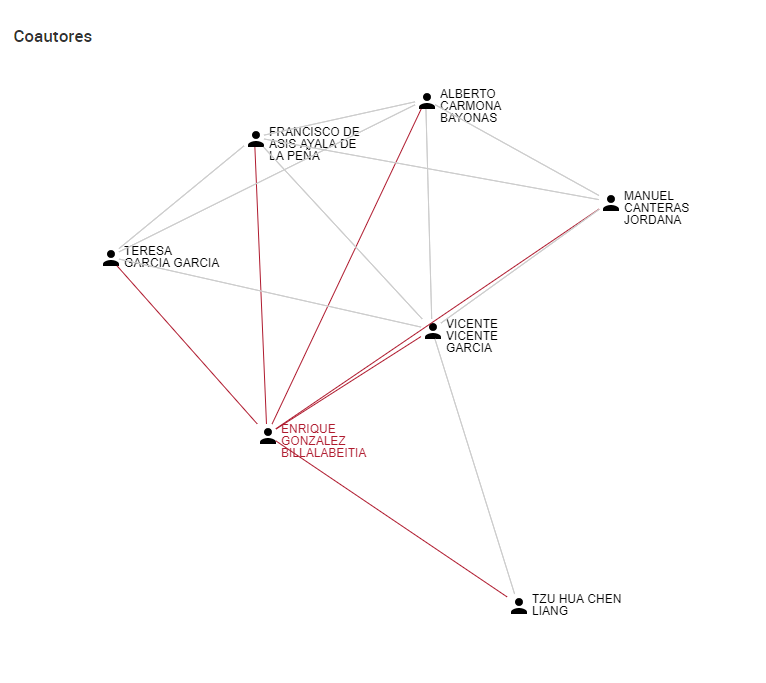 Coautores
ALBERTO
CARMONA
BAYONAS
FRANCISCO DE
ASIS AYALA DE
LA PEÑA
MANUEL
CANTERAS
JORDANA
TERESA
GARCIA GARCIA
VICENTE
VICENTE
GARCIA
ENRIQUE
GONZALEZ
BILLALABEITIA
TZU HUA CHEN
LIANG